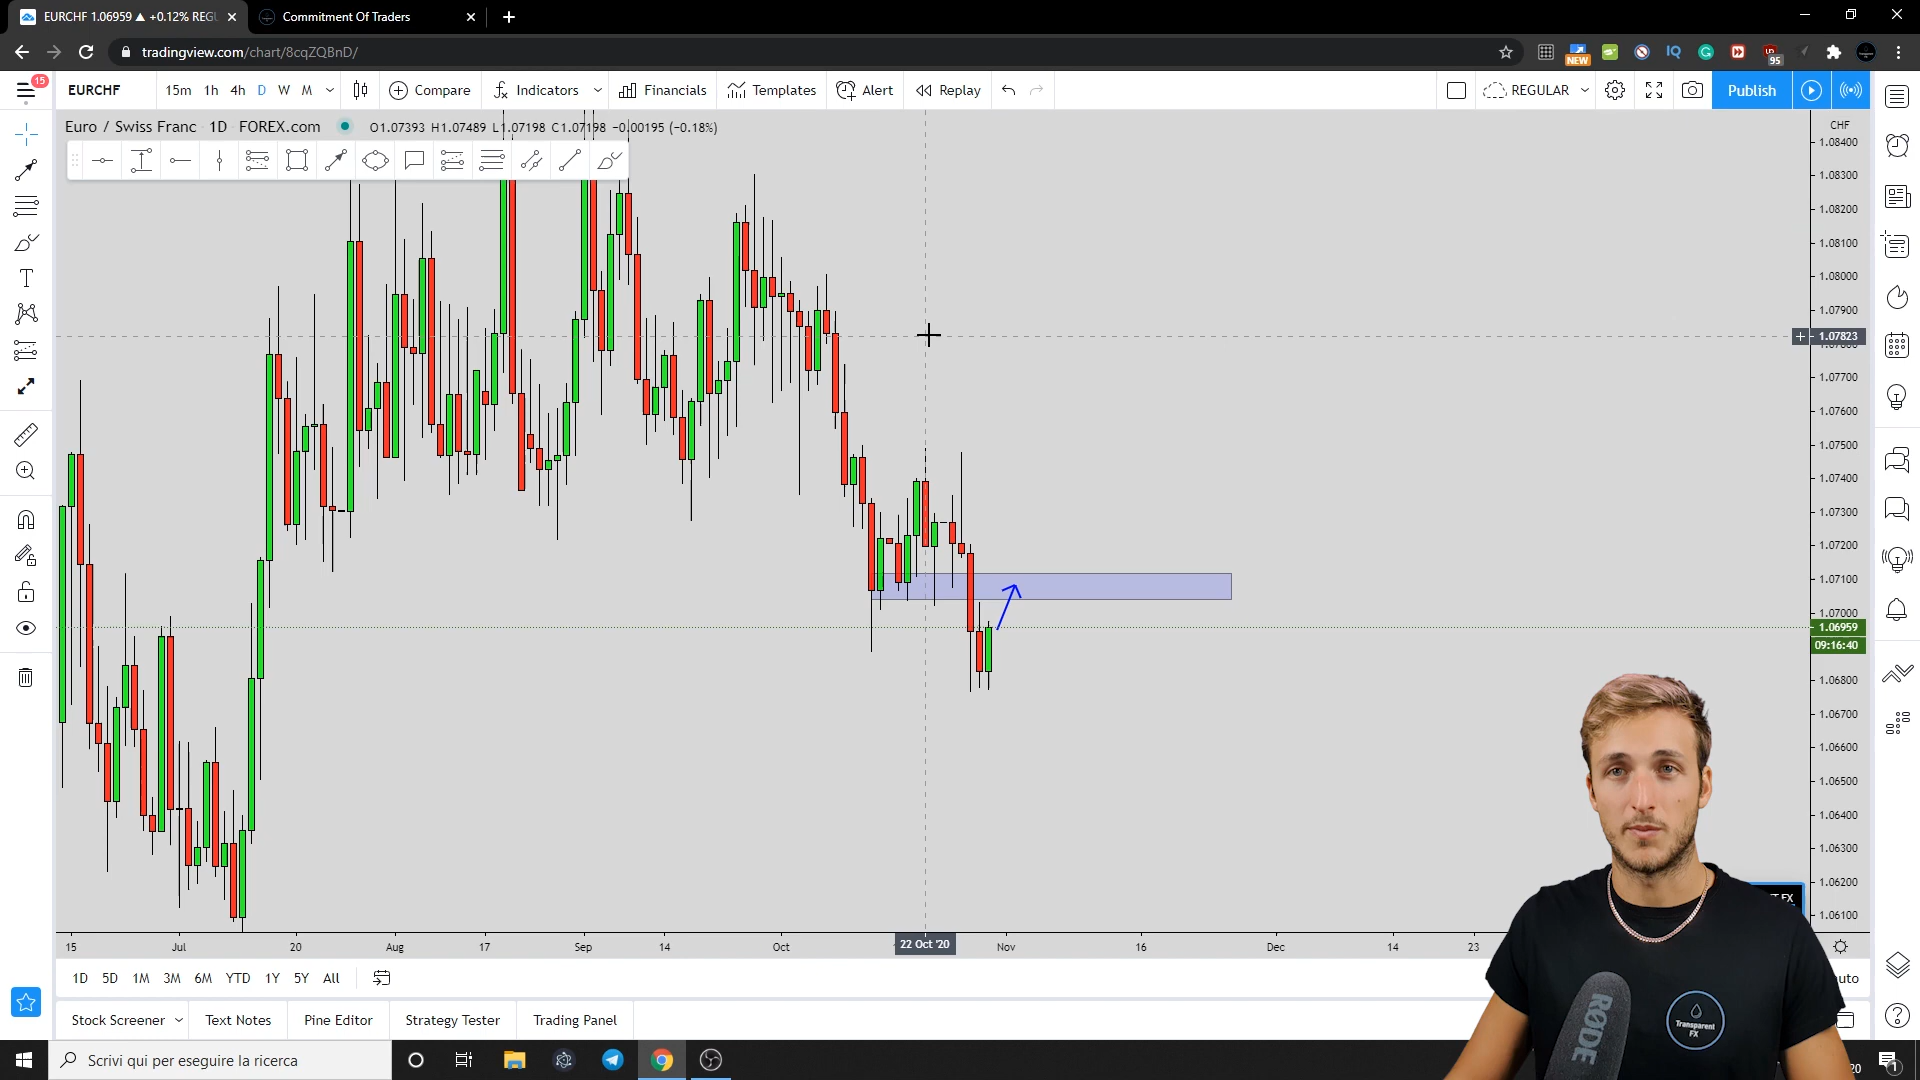 EURCHF 1.06959 ▲ +0.12% REGU
Commitment Of Traders
tradingview.com/chart/8cqZQBnD/
NEW
IQ
95
15
EURCHF 15m 1h 4h D W M Compare Indicators Financials Templates Alert Replay REGULAR Publish
Euro / Swiss Franc 1D FOREX.com O1.07393 H1.07489 L1.07198 C1.07198 −0.00195 (−0.18%)
CHF
1.08400
1.08300
1.08200
1.08100
1.08000
1.07900
1.07823
1.07700
1.07600
1.07500
1.07400
1.07300
1.07200
1.07100
1.07000
1.06959
09:16:40
1.06800
1.06700
1.06600
1.06500
1.06400
1.06300
1.06200
1.06100
15 Jul 20 Aug 17 Sep 14 Oct 22 Oct '20 Nov 16 Dec 14 23
1D 5D 1M 3M 6M YTD 1Y 5Y All
Stock Screener Text Notes Pine Editor Strategy Tester Trading Panel
RØDE
Transparent
FX
Scrivi qui per eseguire la ricerca